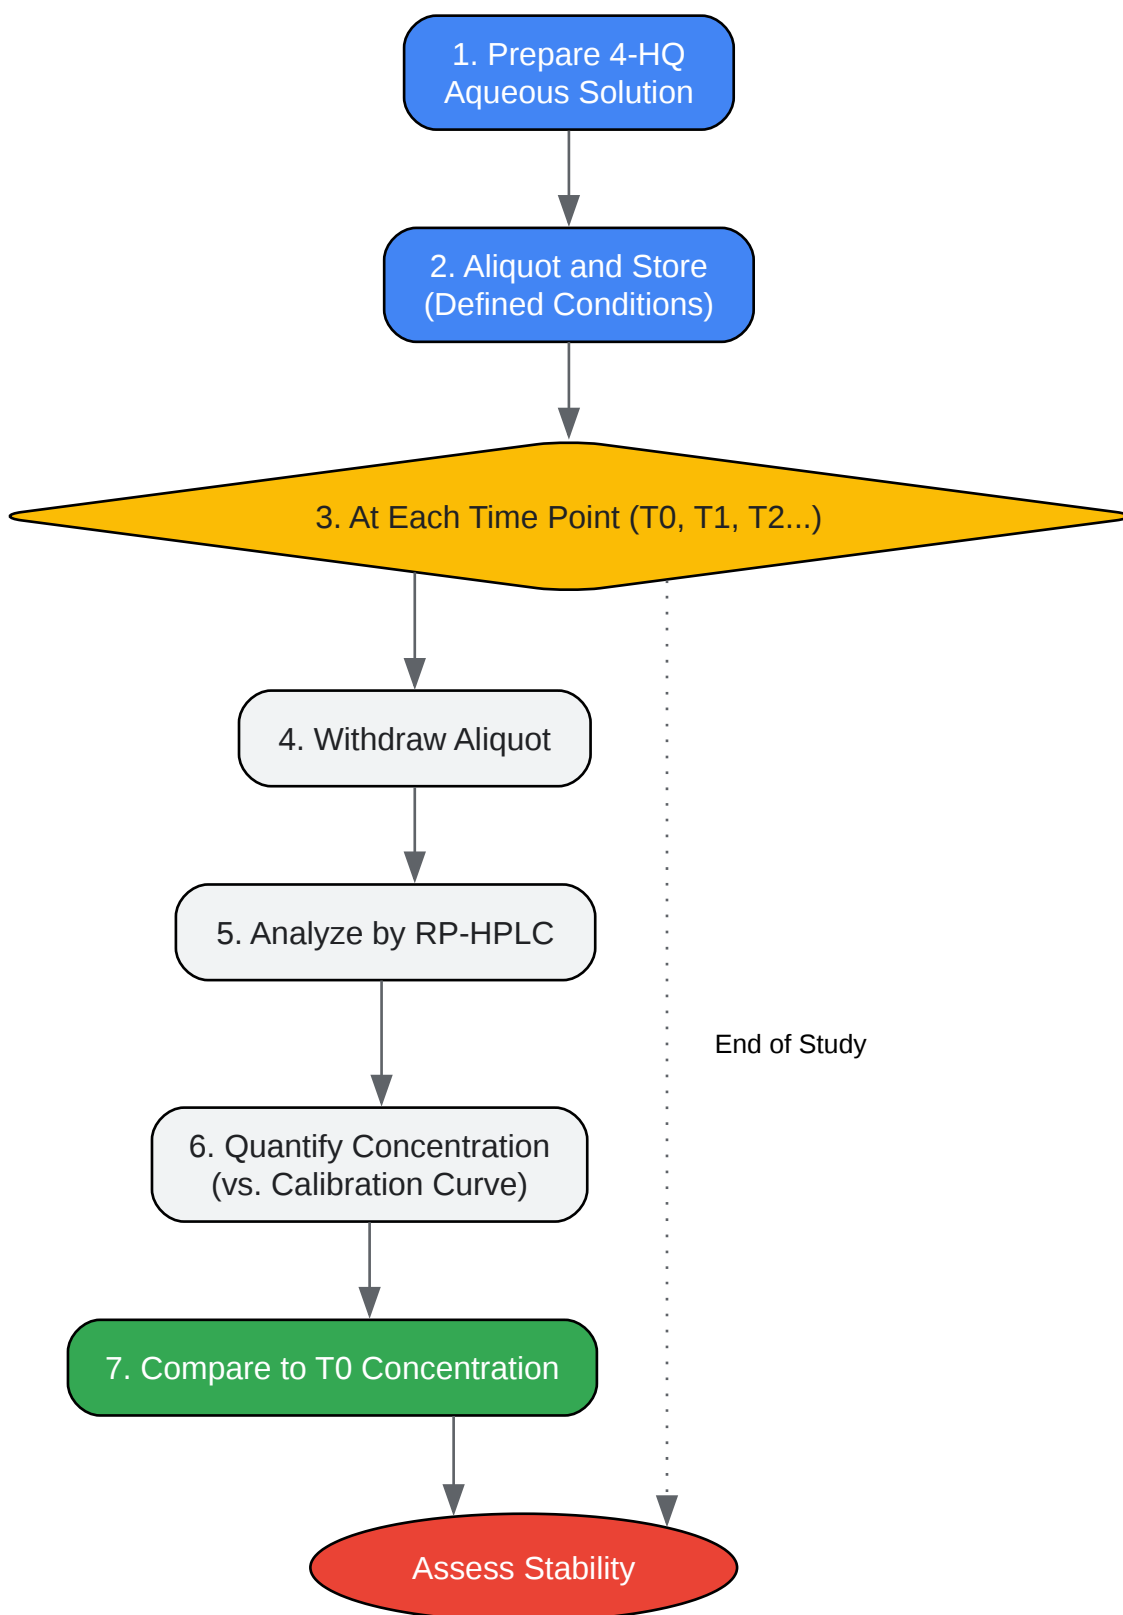 1. Prepare 4-HQ
Aqueous Solution
2. Aliquot and Store
(Defined Conditions)
3. At Each Time Point (T0, T1, T2...)
4. Withdraw Aliquot
5. Analyze by RP-HPLC
End of Study
6. Quantify Concentration
(vs. Calibration Curve)
7. Compare to T0 Concentration
Assess Stability